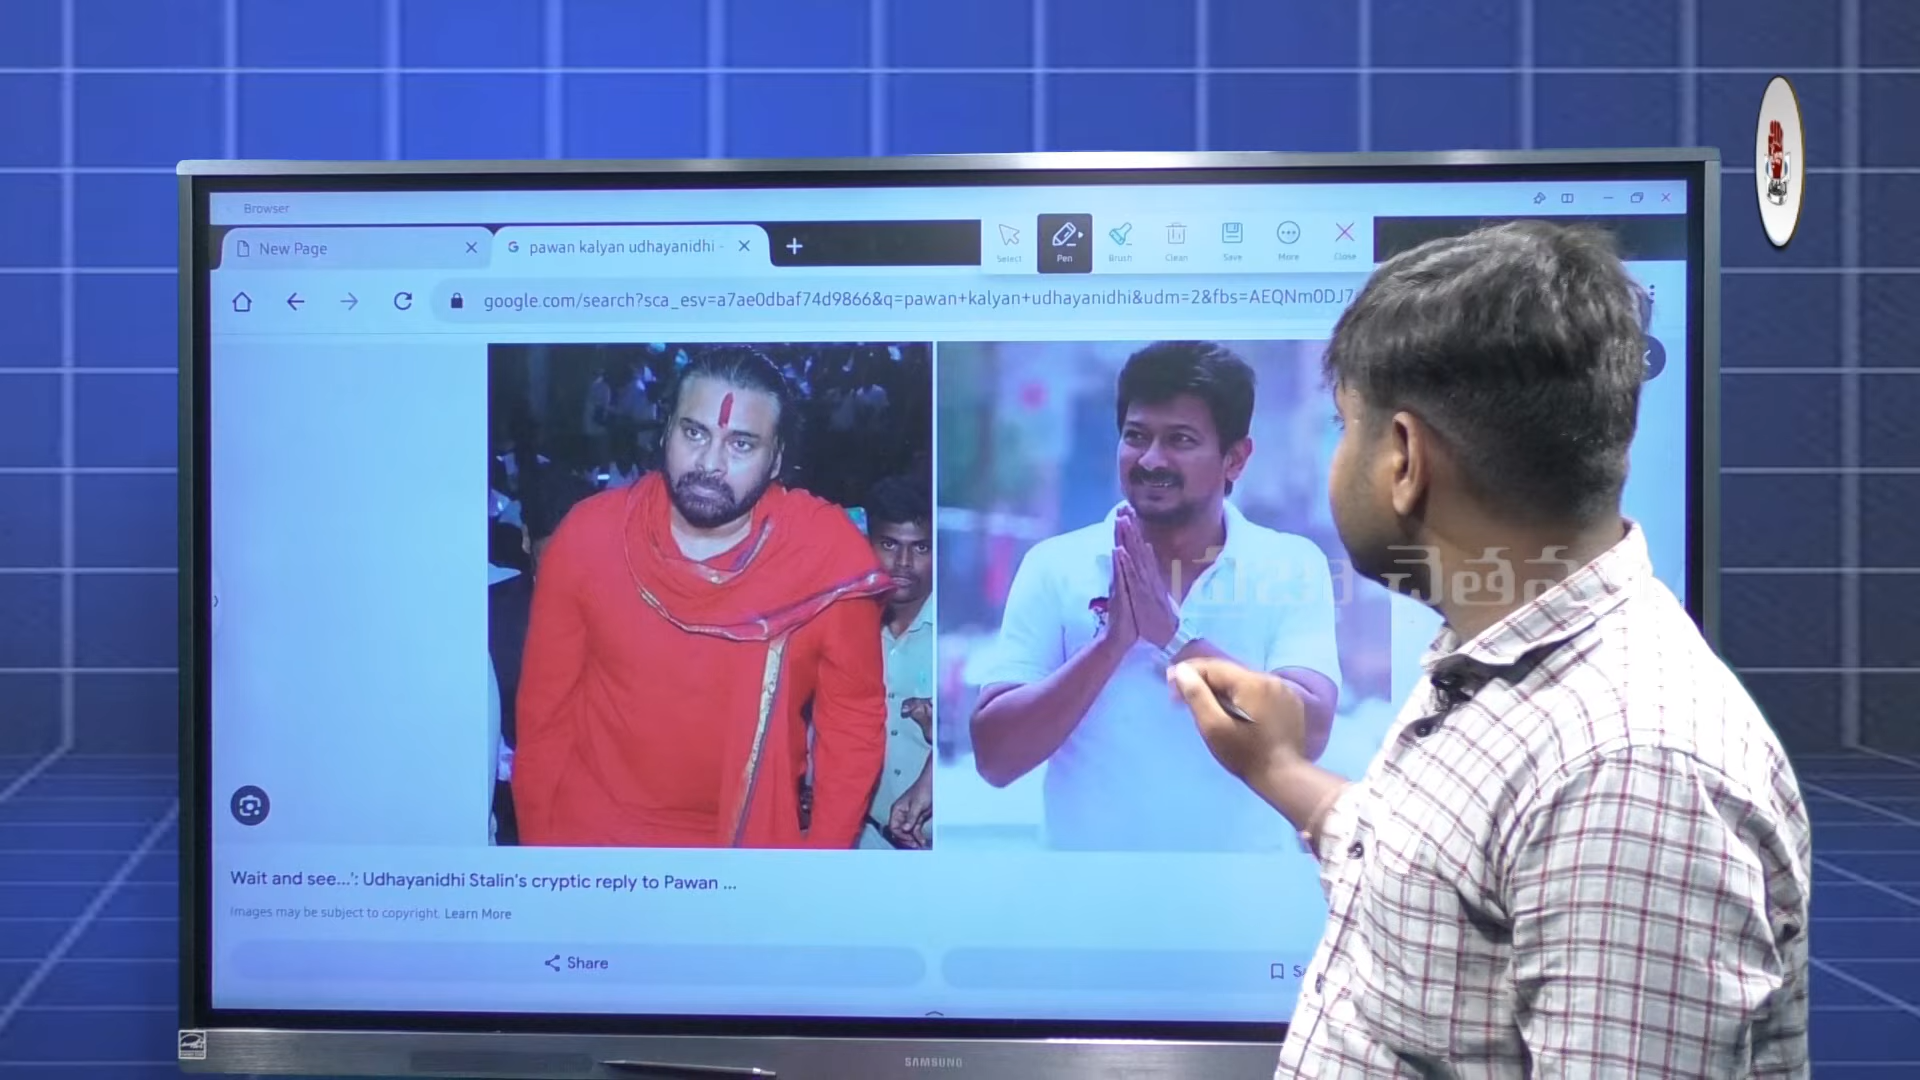 Browser
New Page
pawan kalyan udhayanidhi -
Select
Pen
Brush
Clean
Save
More
Close
google.com/search?sca_esv=a7ae0dbaf74d9866&q=pawan+kalyan+udhayanidhi&udm=2&fbs=AEQNm0DJ7
చేతన
Wait and see...': Udhayanidhi Stalin's cryptic reply to Pawan ...
Images may be subject to copyright. Learn More
Share
SAMSUNG